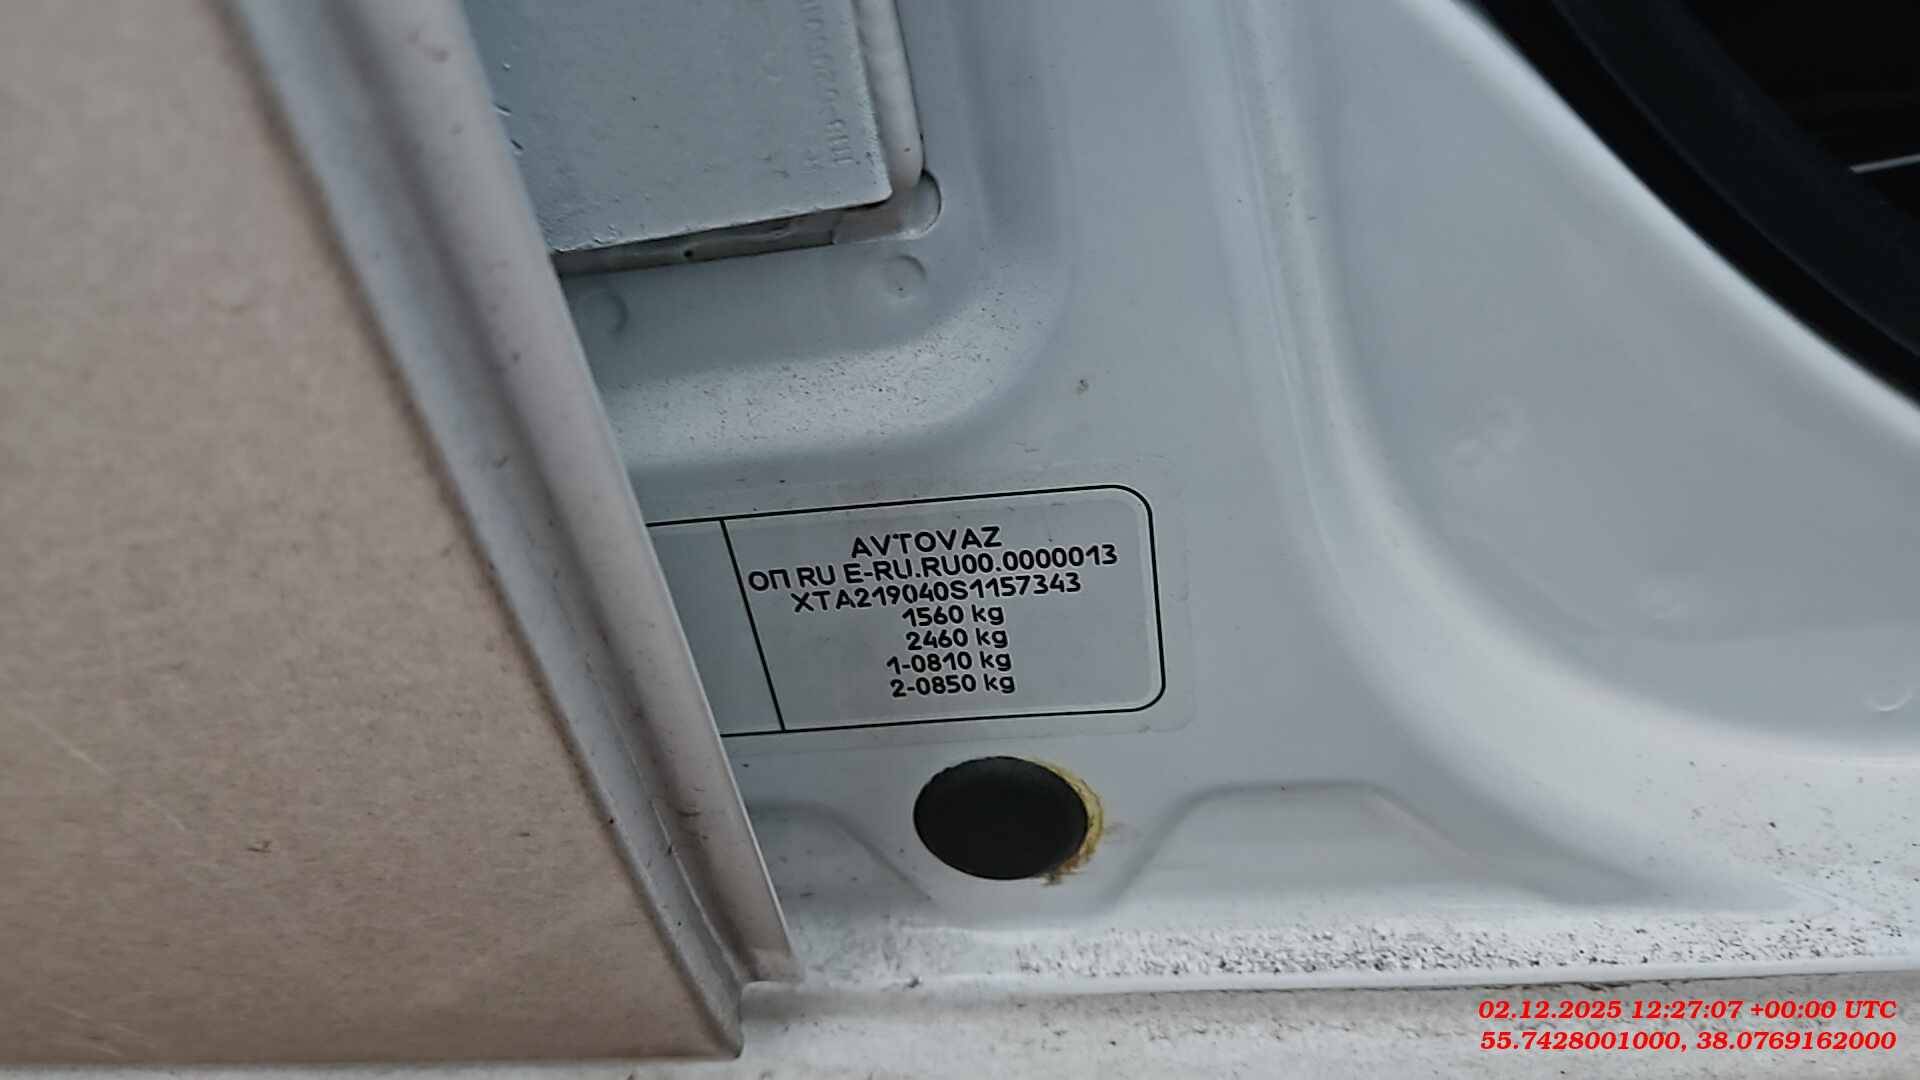 AVTOVAZ
ОП RU E-RU.RU00.0000013
XTA219040S1157343
1560 kg
2460 kg
1-0810 kg
2-0850 kg
02.12.2025 12:27:07 +00:00 UTC
55.7428001000, 38.0769162000